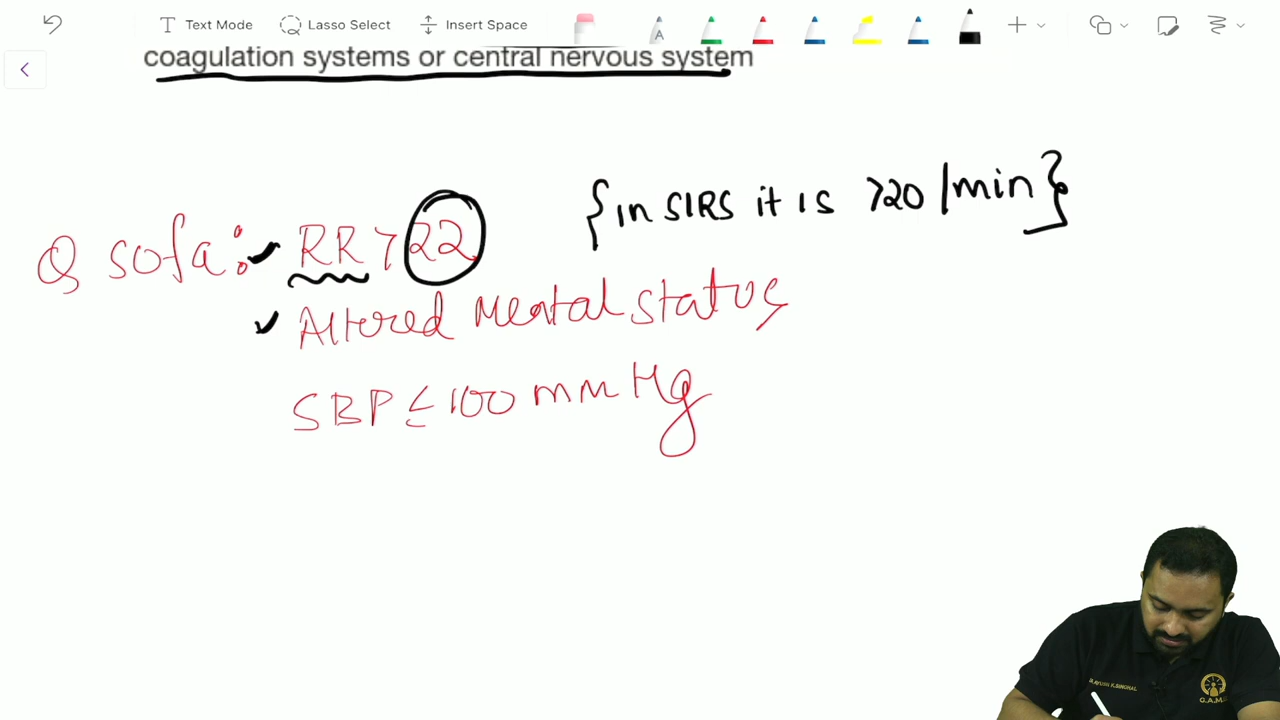 Text Mode Lasso Select Insert Space
coagulation systems or central nervous system
{in SIRS it is >20/min}
Q sofa: RR > 22
Altered Mental Status
SBP ≤ 100 mm Hg
G.A.M.S